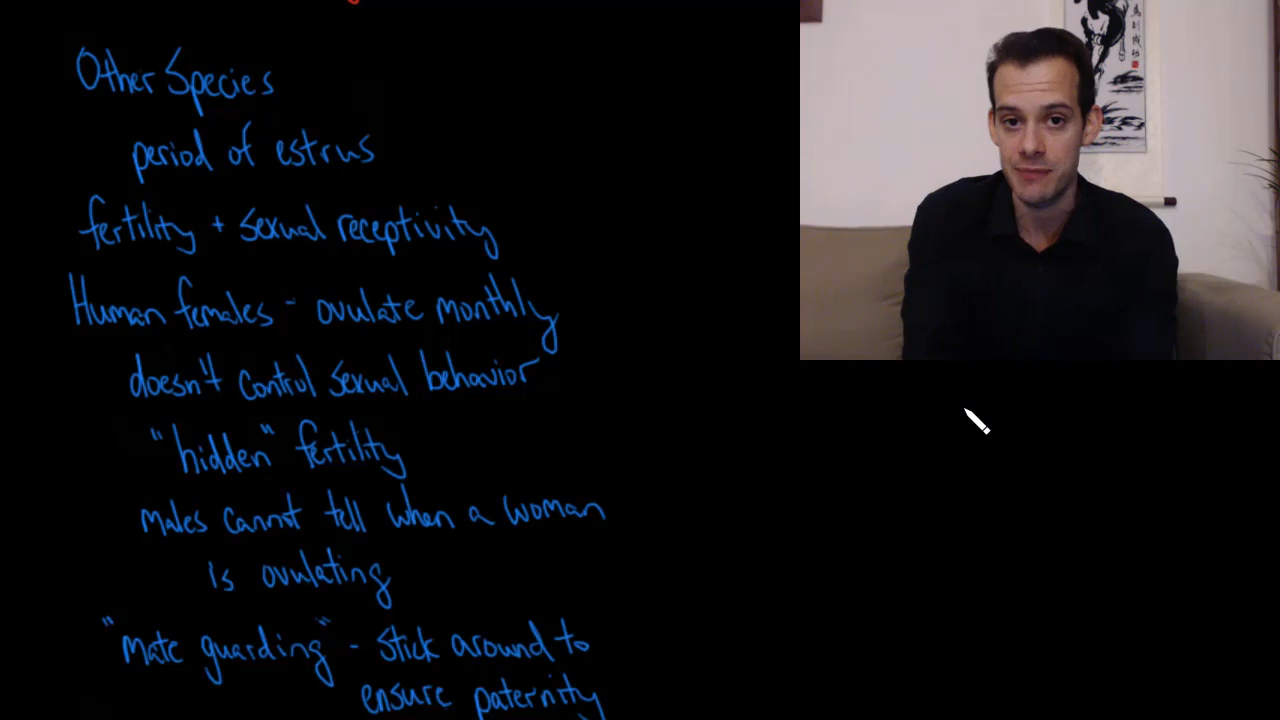 Other Species
period of estrus
fertility + sexual receptivity
Human females - ovulate monthly
doesn't control sexual behavior
"hidden" fertility
males cannot tell when a woman
is ovulating
"mate guarding" - stick around to
ensure paternity